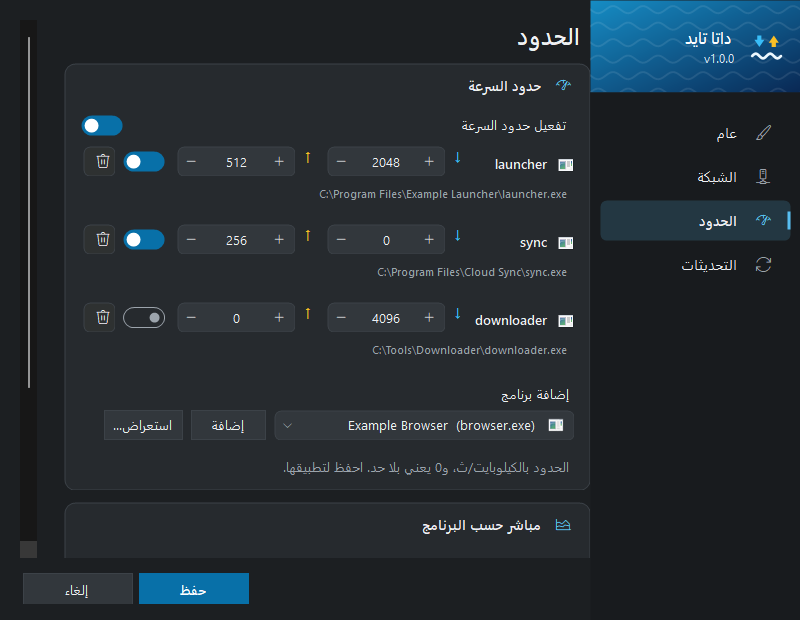 داتا تايد
v1.0.0
عام
الشبكة
الحدود
التحديثات
الحدود
حدود السرعة
تفعيل حدود السرعة
launcher ↓ − 2048 + ↑ − 512 +
C:\Program Files\Example Launcher\launcher.exe
sync ↓ − 0 + ↑ − 256 +
C:\Program Files\Cloud Sync\sync.exe
downloader ↓ − 4096 + ↑ − 0 +
C:\Tools\Downloader\downloader.exe
إضافة برنامج
Example Browser (browser.exe)
إضافة
استعراض...
الحدود بالكيلوبايت/ث، و0 يعني بلا حد. احفظ لتطبيقها.
مباشر حسب البرنامج
حفظ
إلغاء